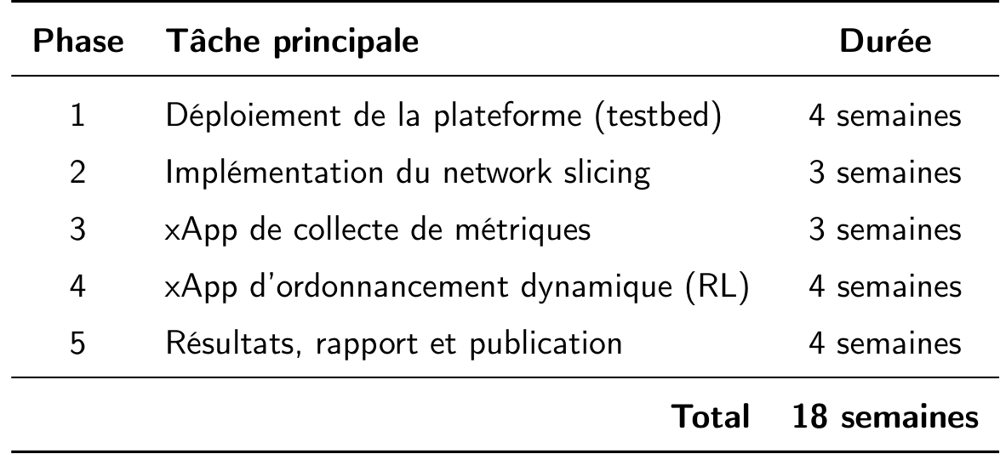 Phase Tâche principale Durée
1 Déploiement de la plateforme (testbed) 4 semaines
2 Implémentation du network slicing 3 semaines
3 xApp de collecte de métriques 3 semaines
4 xApp d'ordonnancement dynamique (RL) 4 semaines
5 Résultats, rapport et publication 4 semaines
Total 18 semaines